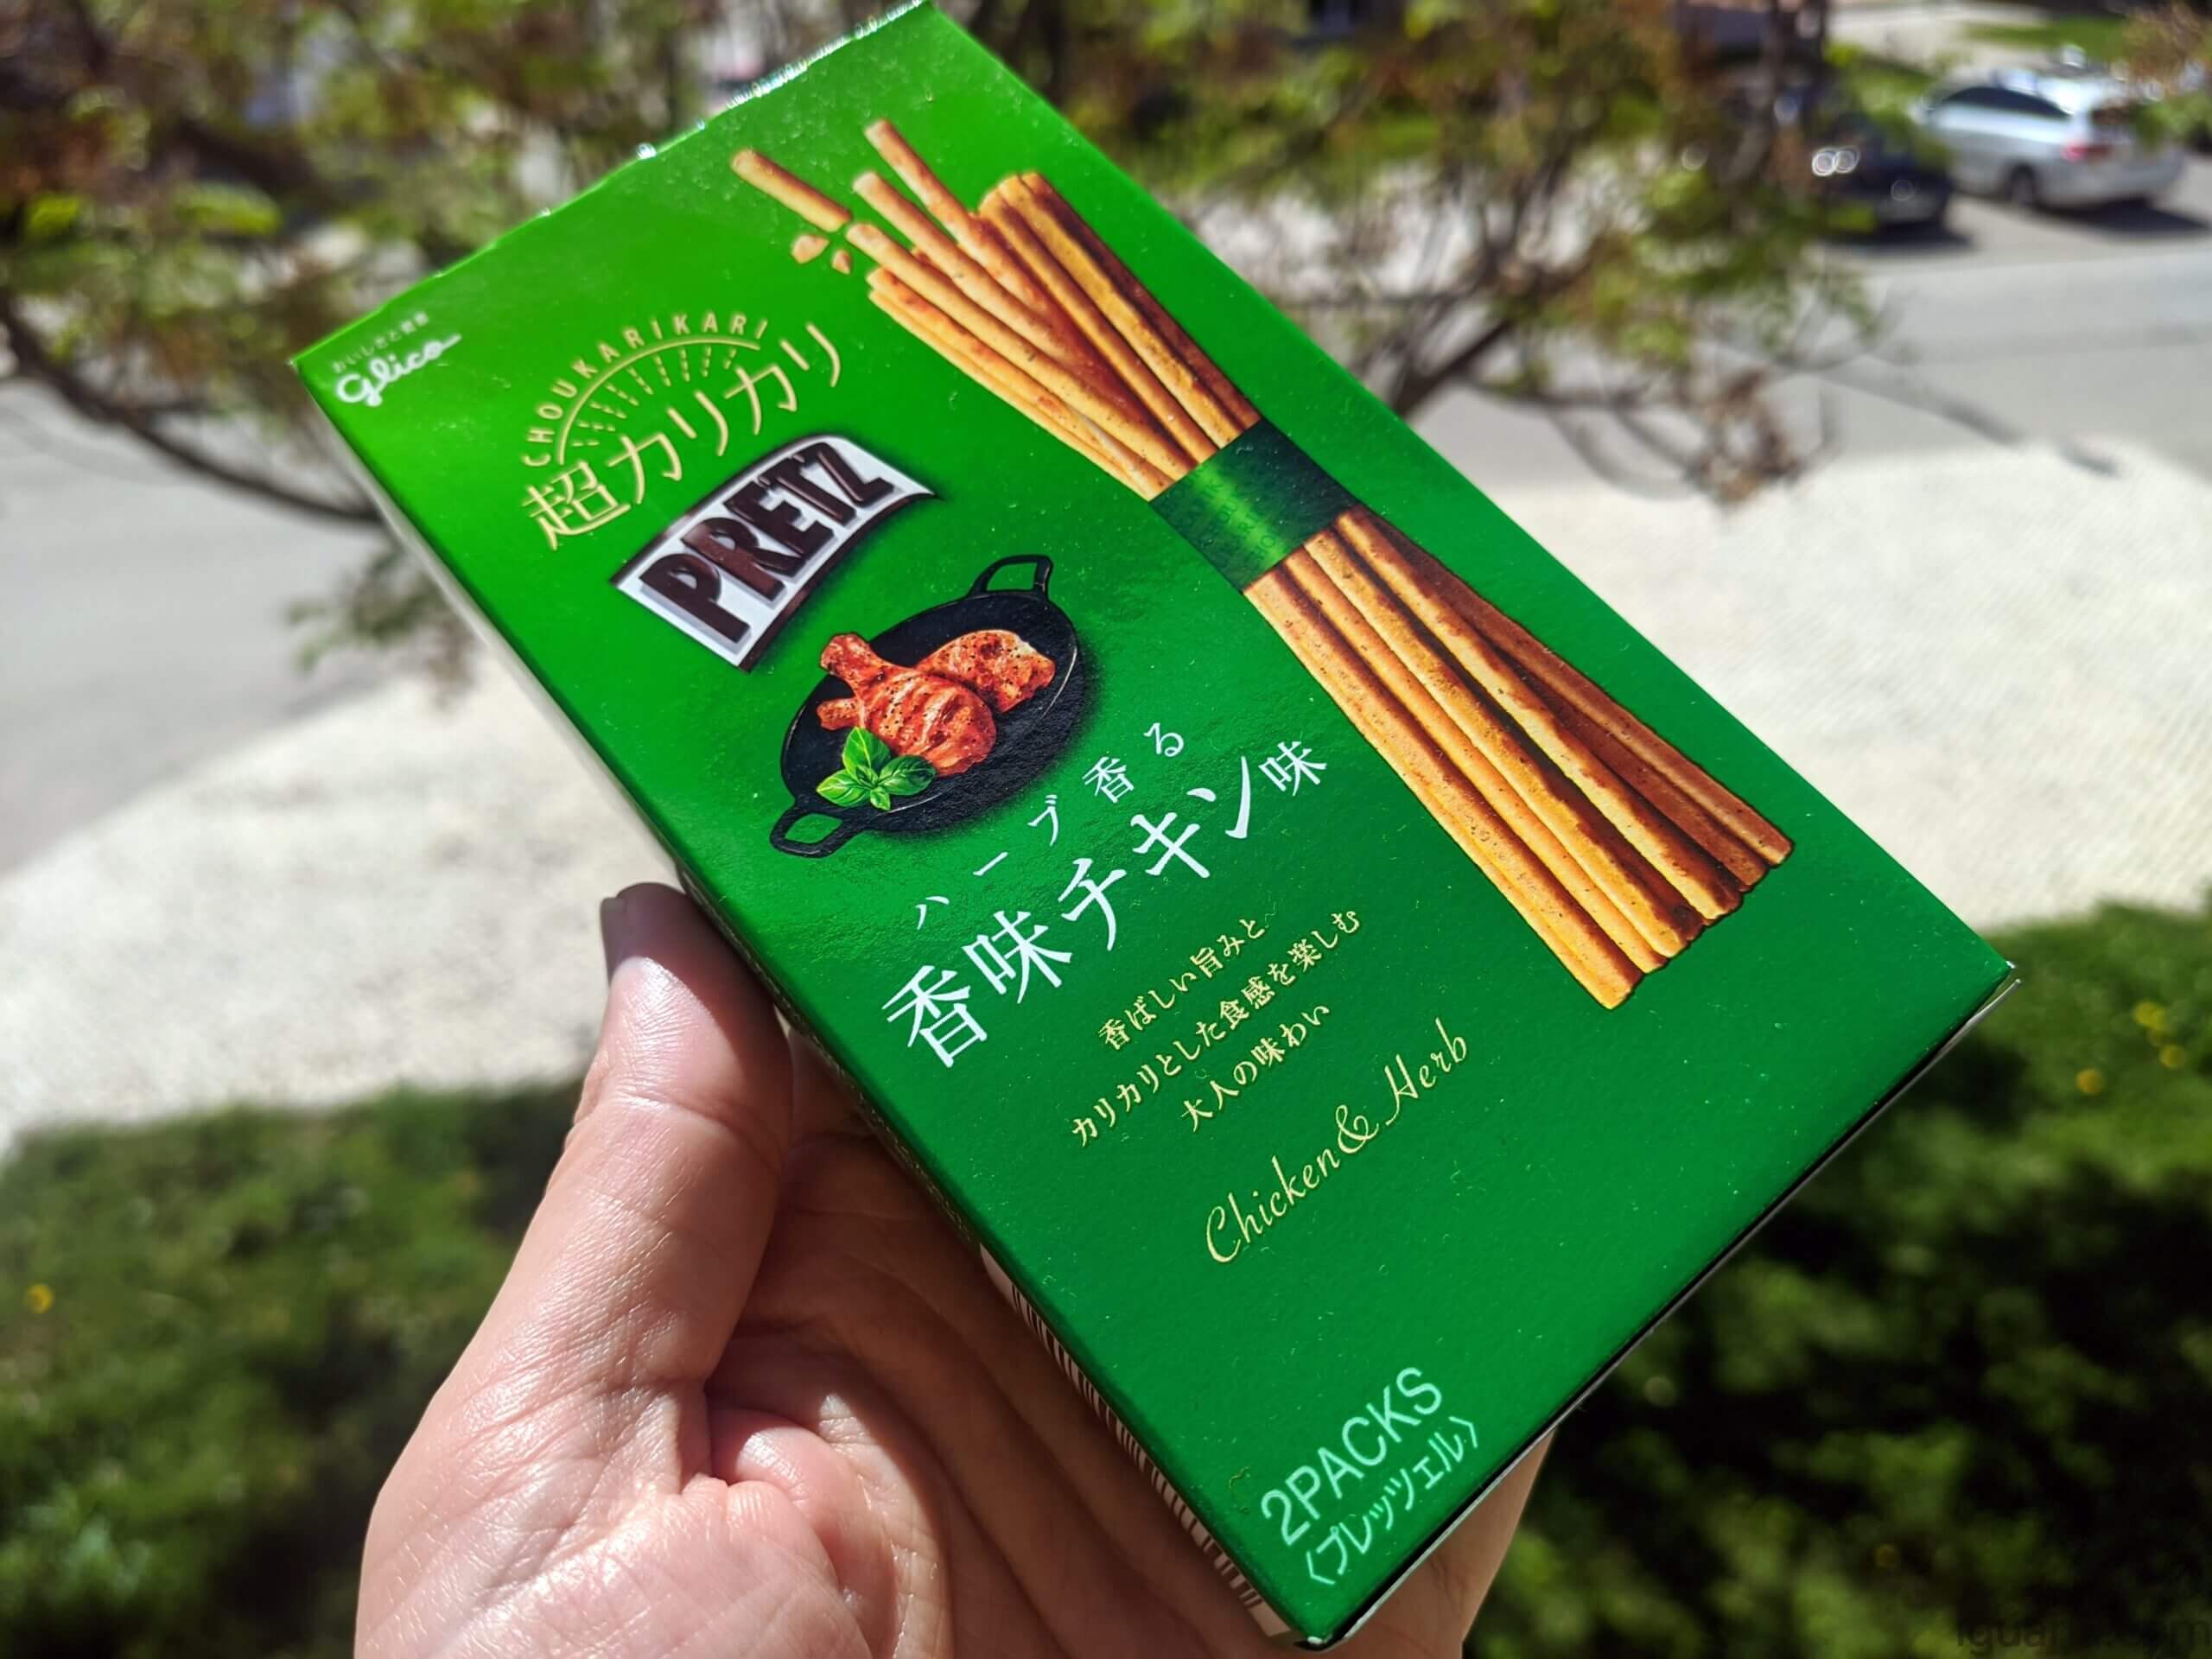 おいしさと健康
glico
CHOUKARIKARI
超カリカリ
PRETZ
ハーブ香る
香味チキン味
香ばしい旨みと
カリカリとした食感を楽しむ
大人の味わい
Chicken & Herb
2PACKS
〈プレッツェル〉